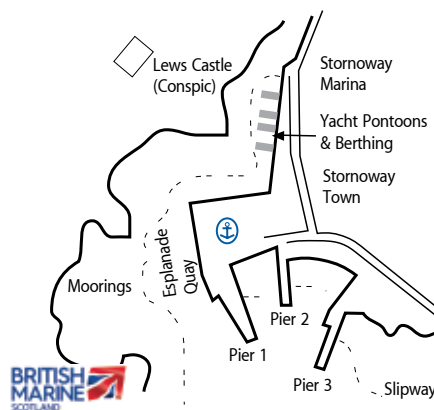 Lews Castle
(Conspic)
Stornoway
Marina
Yacht Pontoons
& Berthing
Stornoway
Town
Esplanade
Quay
Moorings
Pier 1
Pier 2
Pier 3
Slipway
BRITISH
MARINE
SCOTLAND